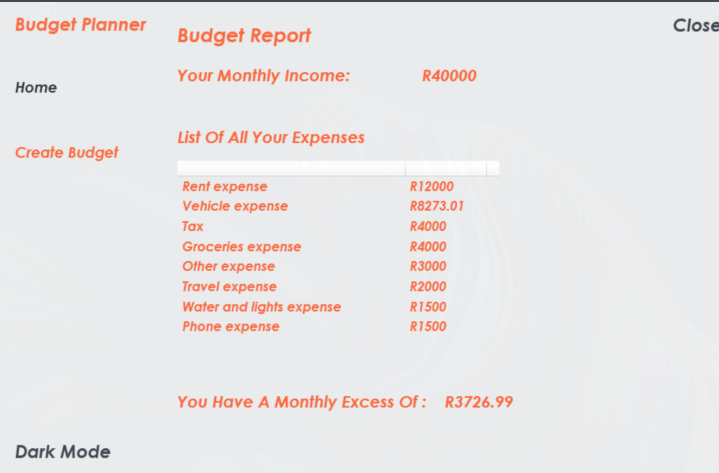 Budget Planner
Close
Budget Report
Your Monthly Income: R40000
Home
List Of All Your Expenses
Create Budget
Rent expense R12000
Vehicle expense R8273.01
Tax R4000
Groceries expense R4000
Other expense R3000
Travel expense R2000
Water and lights expense R1500
Phone expense R1500
You Have A Monthly Excess Of : R3726.99
Dark Mode